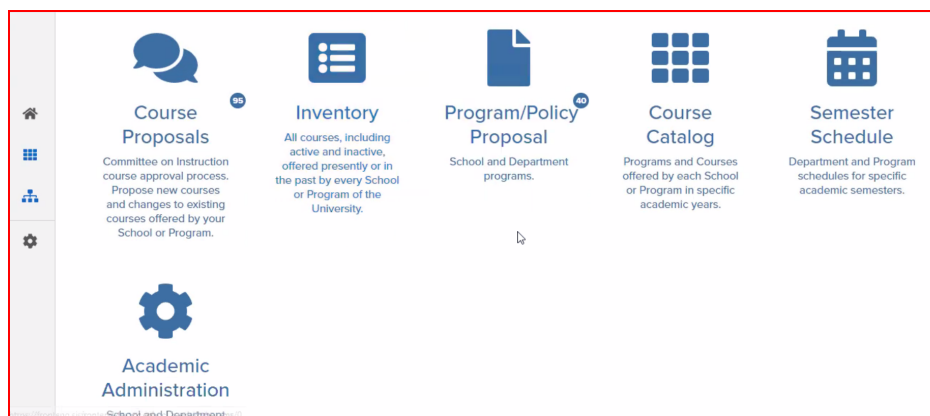 Course
Proposals
95
Committee on Instruction
course approval process.
Propose new courses
and changes to existing
courses offered by your
School or Program.
Inventory
All courses, including
active and inactive,
offered presently or in
the past by every School
or Program of the
University.
Program/Policy
Proposal
40
School and Department
programs.
Course
Catalog
Programs and Courses
offered by each School
or Program in specific
academic years.
Semester
Schedule
Department and Program
schedules for specific
academic semesters.
Academic
Administration
School and Department